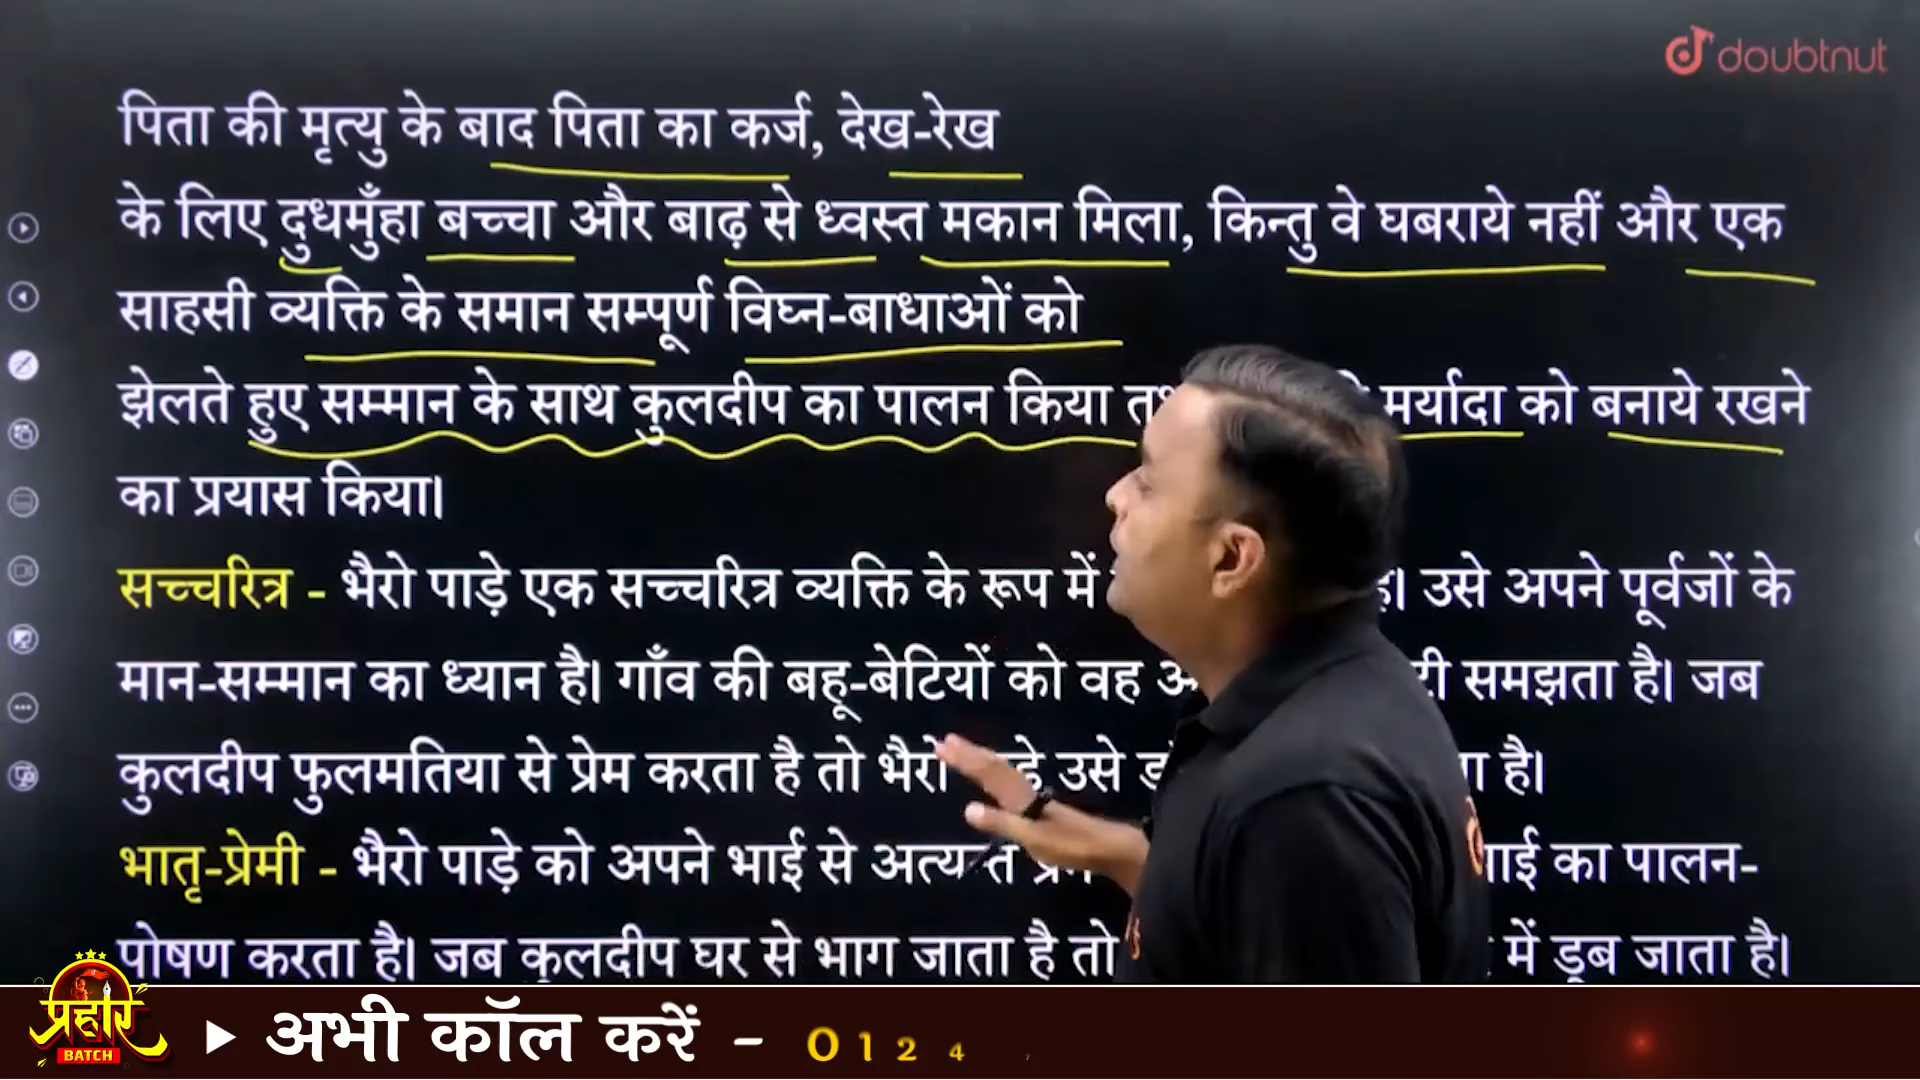 doubtnut
पिता की मृत्यु के बाद पिता का कर्ज, देख-रेख
के लिए दुधमुँहा बच्चा और बाढ़ से ध्वस्त मकान मिला, किन्तु वे घबराये नहीं और एक
साहसी व्यक्ति के समान सम्पूर्ण विघ्न-बाधाओं को
झेलते हुए सम्मान के साथ कुलदीप का पालन किया मर्यादा को बनाये रखने
का प्रयास किया।
सच्चरित्र - भैरो पाड़े एक सच्चरित्र व्यक्ति के रूप में उसे अपने पूर्वजों के
मान-सम्मान का ध्यान है। गाँव की बहू-बेटियों को वह समझता है। जब
कुलदीप फुलमतिया से प्रेम करता है तो उसे है।
भातृ-प्रेमी - भैरो पाड़े को अपने भाई से अत्यन्त का पालन-
पोषण करता है। जब कुलदीप घर से भाग जाता है तो में डूब जाता है।
प्रहार
BATCH
अभी कॉल करें - 0124